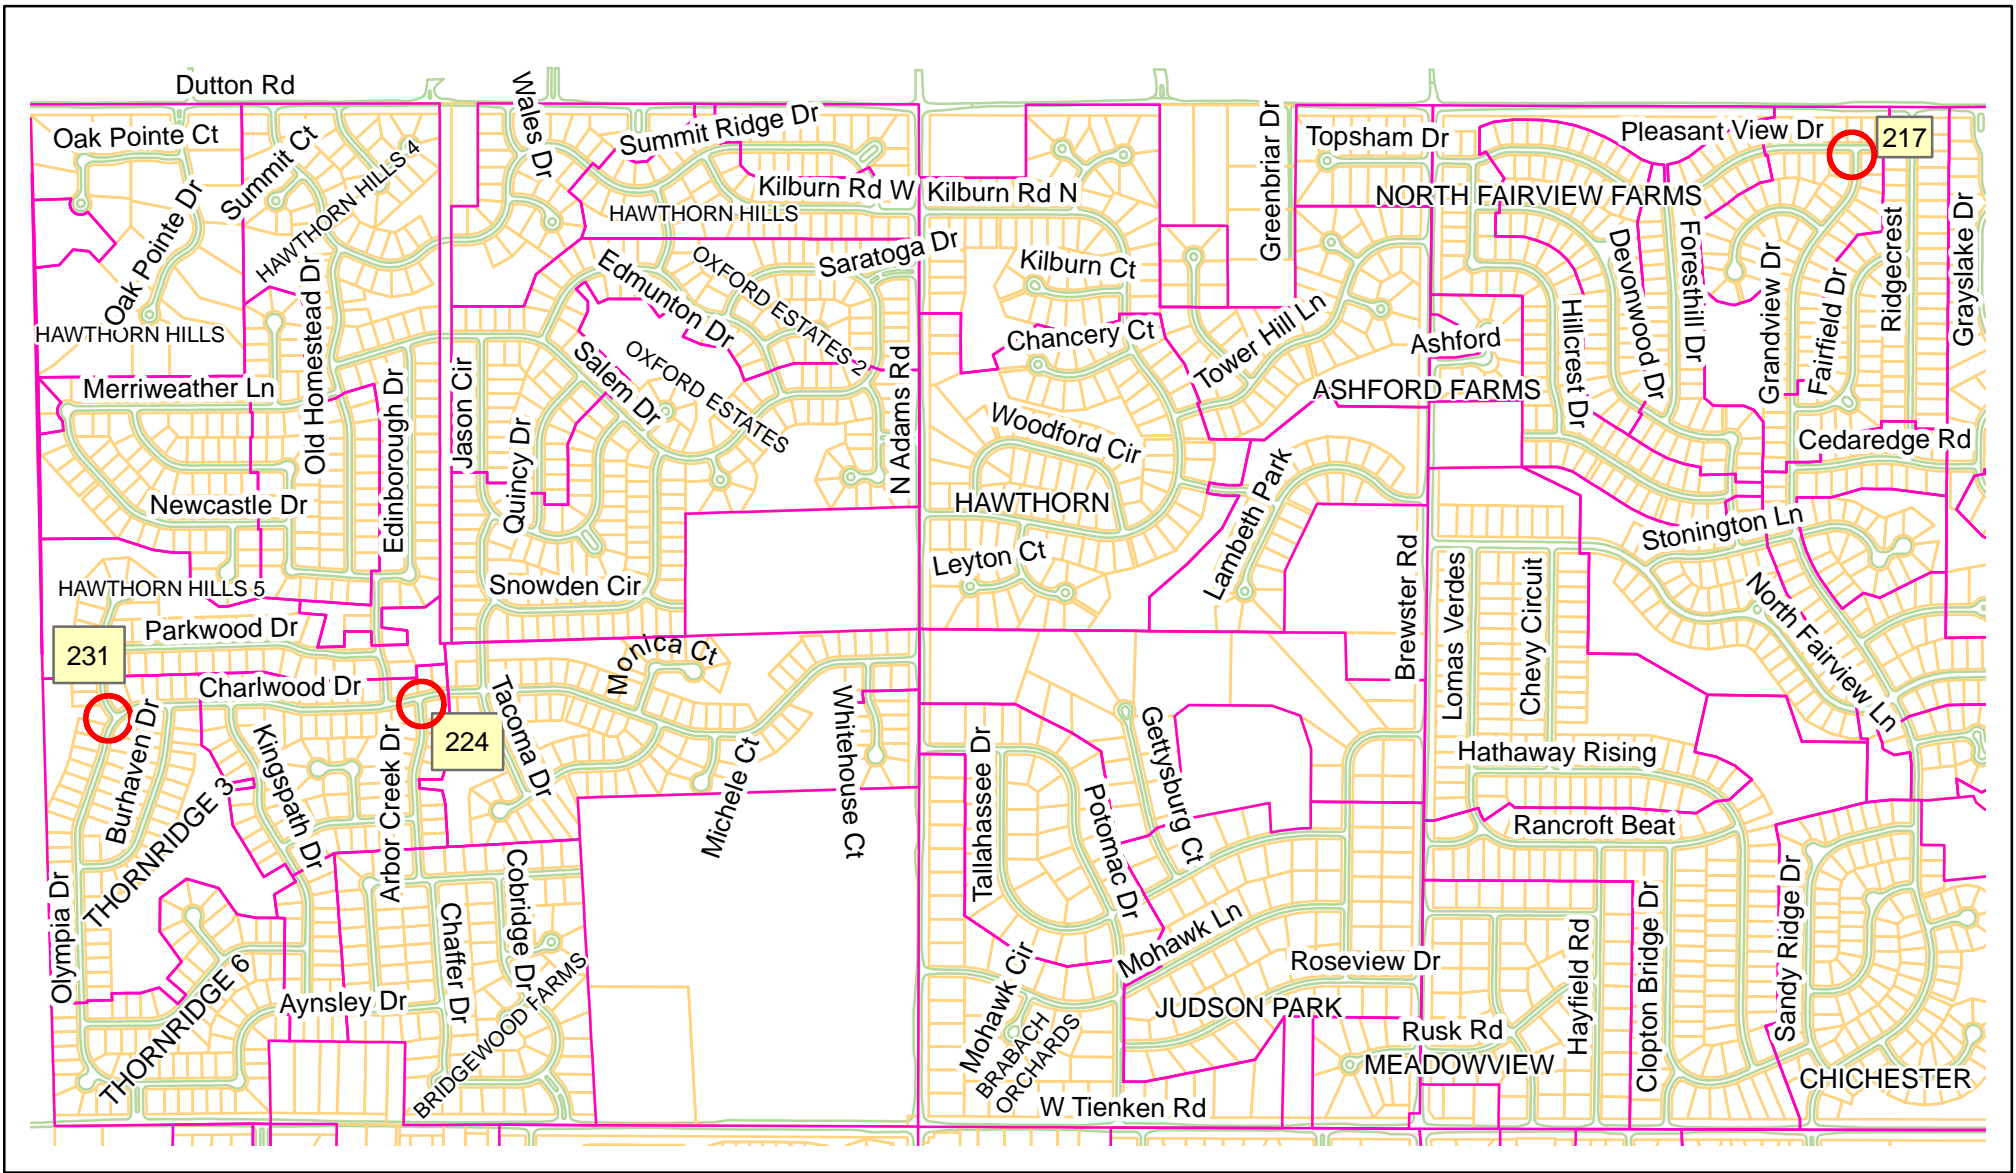 Dutton Rd
Oak Pointe Ct
Summit Ct
HAWTHORN HILLS 4
Wales Dr
Summit Ridge Dr
Kilburn Rd W
Kilburn Rd N
Greenbriar Dr
Topsham Dr
Pleasant View Dr
217
NORTH FAIRVIEW FARMS
Oak Pointe Dr
HAWTHORN HILLS
HAWTHORN HILLS
Saratoga Dr
Edmunton Dr
OXFORD ESTATES 2
Kilburn Ct
Devonwood Dr
Foresthill Dr
Grandview Dr
Fairfield Dr
Ridgecrest
Grayslake Dr
Old Homestead Dr
Merriweather Ln
Edinborough Dr
Jason Cir
Salem Dr
OXFORD ESTATES
N Adams Rd
Chancery Ct
Tower Hill Ln
Ashford
ASHFORD FARMS
Hillcrest Dr
Quincy Dr
Woodford Cir
Cedaredge Rd
Newcastle Dr
HAWTHORN
Lambeth Park
Stonington Ln
Leyton Ct
Snowden Cir
HAWTHORN HILLS 5
Brewster Rd
Lomas Verdes
Chevy Circuit
North Fairview Ln
Parkwood Dr
231
Monica Ct
Charlwood Dr
Burhaven Dr
Kingspath Dr
Arbor Creek Dr
224
Tacoma Dr
Michele Ct
Whitehouse Ct
Tallahassee Dr
Gettysburg Ct
Potomac Dr
Hathaway Rising
Rancroft Beat
THORNRIDGE 3
Olympia Dr
Cobridge Dr
Chaffer Dr
Mohawk Ln
Mohawk Cir
Roseview Dr
Hayfield Rd
Clopton Bridge Dr
Sandy Ridge Dr
THORNRIDGE 6
Aynsley Dr
BRIDGEWOOD FARMS
BRABACH
ORCHARDS
JUDSON PARK
Rusk Rd
MEADOWVIEW
CHICHESTER
W Tienken Rd